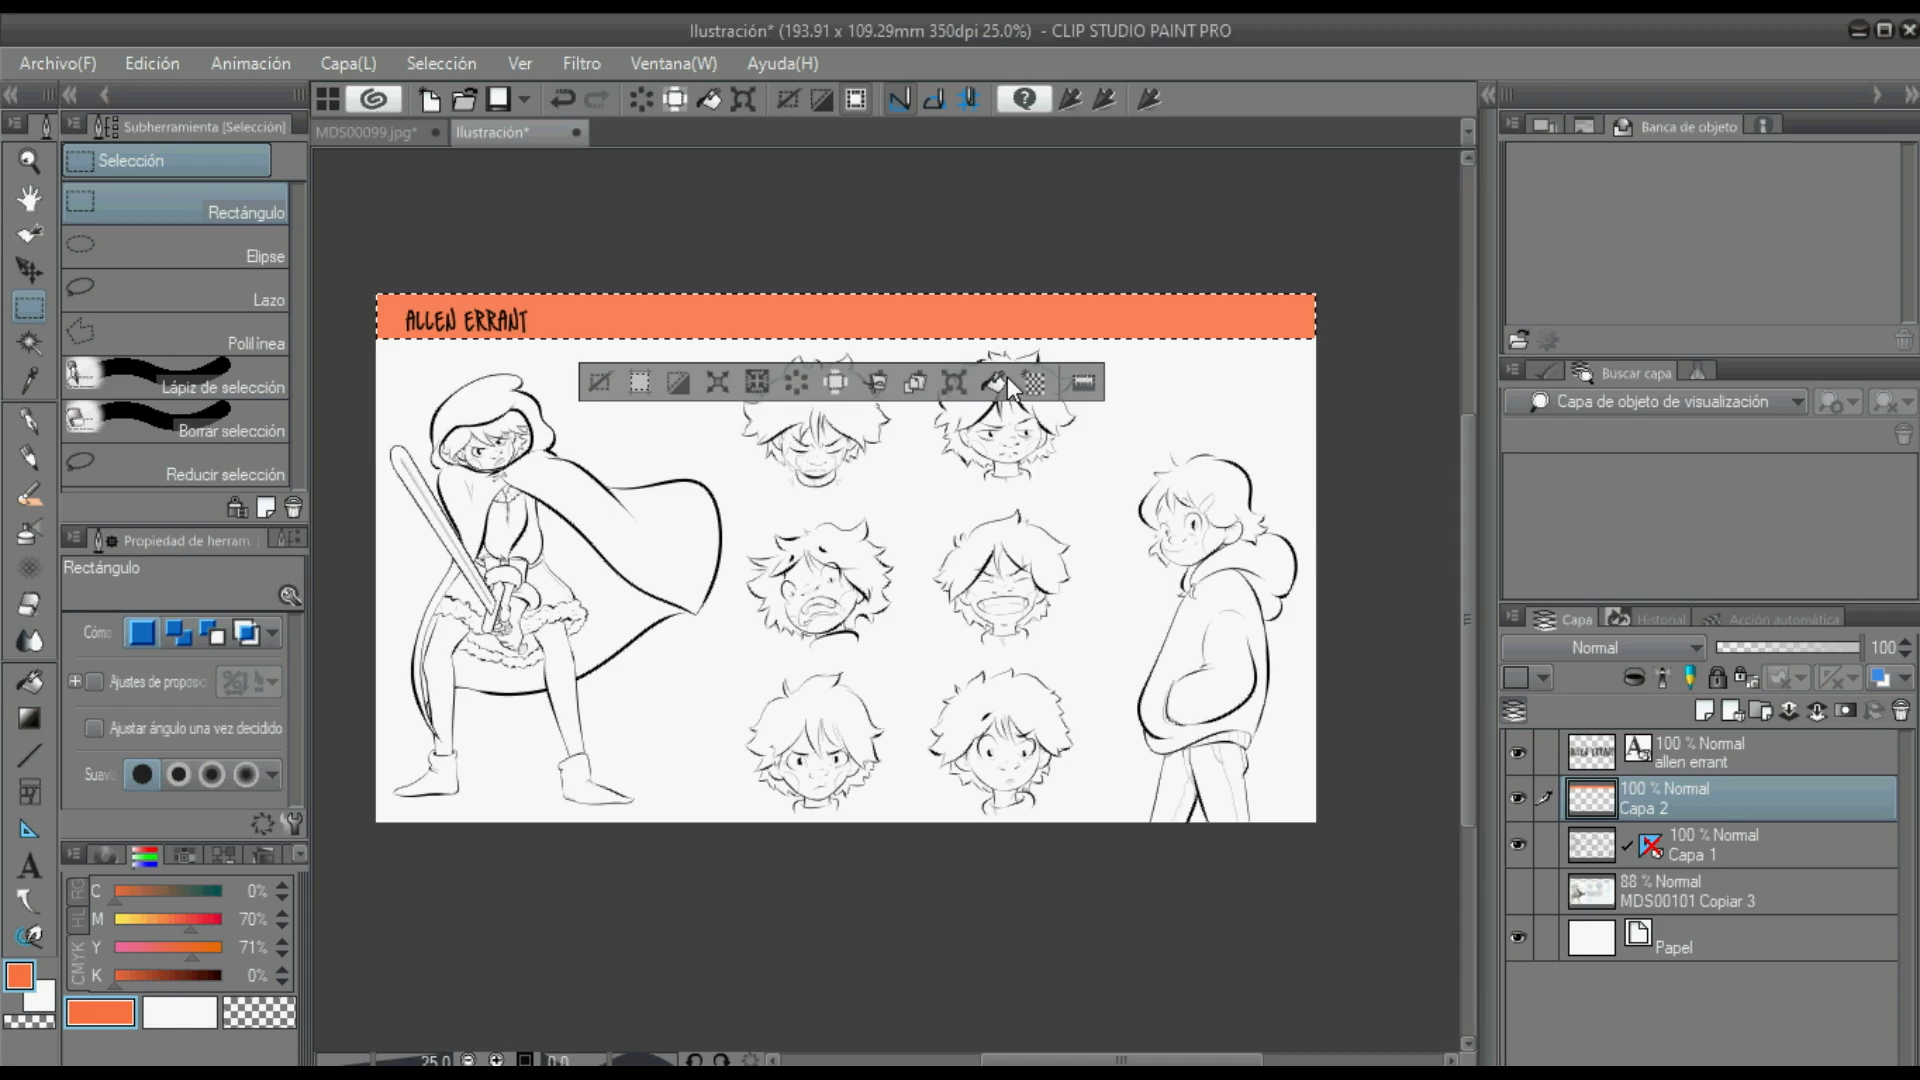 Ilustración* (193.91 x 109.29mm 350dpi 25.0%) - CLIP STUDIO PAINT PRO
Archivo(F) Edición Animación Capa(L) Selección Ver Filtro Ventana(W) Ayuda(H)
Subherramienta [Selección]
MDS00099.jpg* Ilustración*
Banca de objeto
Selección
Rectángulo
Elipse
Lazo
Polilínea
Lápiz de selección
Borrar selección
Reducir selección
Propiedad de herram.
Rectángulo
Ajustes de proposic
Ajustar ángulo una vez decidido
C 0%
M 70%
Y 71%
K 0%
CMYK
ALLEN ERRANT
25.0 0.0
Buscar capa
Capa de objeto de visualización
Capa Historial Acción automática
Normal 100
100 % Normal
allen errant
100 % Normal
Capa 2
100 % Normal
Capa 1
88 % Normal
MDS00101 Copiar 3
Papel